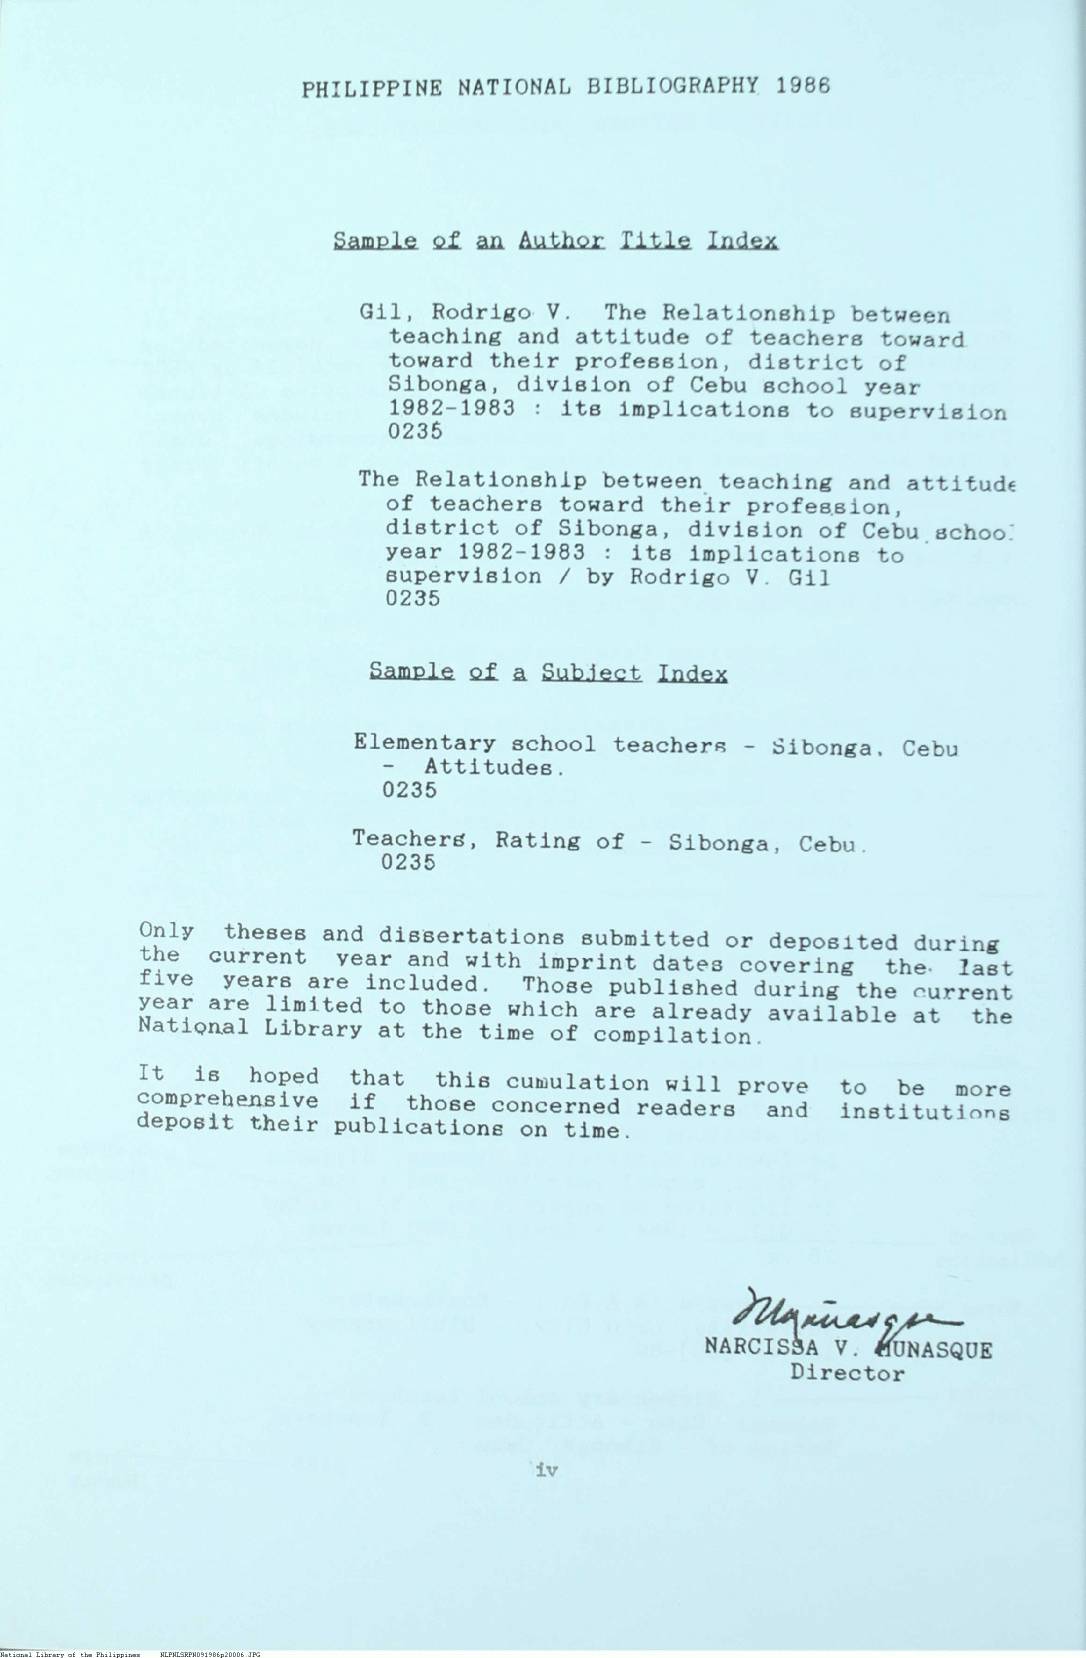 PHILIPPINE NATIONAL BIBLIOGRAPHY 1986
Sample of an Author Title Index
Gil, Rodrigo V. The Relationship between
teaching and attitude of teachers toward
toward their profession, district of
Sibonga, division of Cebu school year
1982-1983 : its implications to supervision
0235
The Relationship between teaching and attitude
of teachers toward their profession,
district of Sibonga, division of Cebu school
year 1982-1983 : its implications to
supervision / by Rodrigo V. Gil
0235
Sample of a Subject Index
Elementary school teachers - Sibonga, Cebu
- Attitudes.
0235
Teachers, Rating of - Sibonga, Cebu.
0235
Only theses and dissertations submitted or deposited during
the current year and with imprint dates covering the last
five years are included. Those published during the current
year are limited to those which are already available at the
National Library at the time of compilation.
It is hoped that this cumulation will prove to be more
comprehensive if those concerned readers and institutions
deposit their publications on time.
NARCISSA V. MUNASQUE
Director
iv
National Library of the Philippines NLPNLSRPN091986p20006.JPG